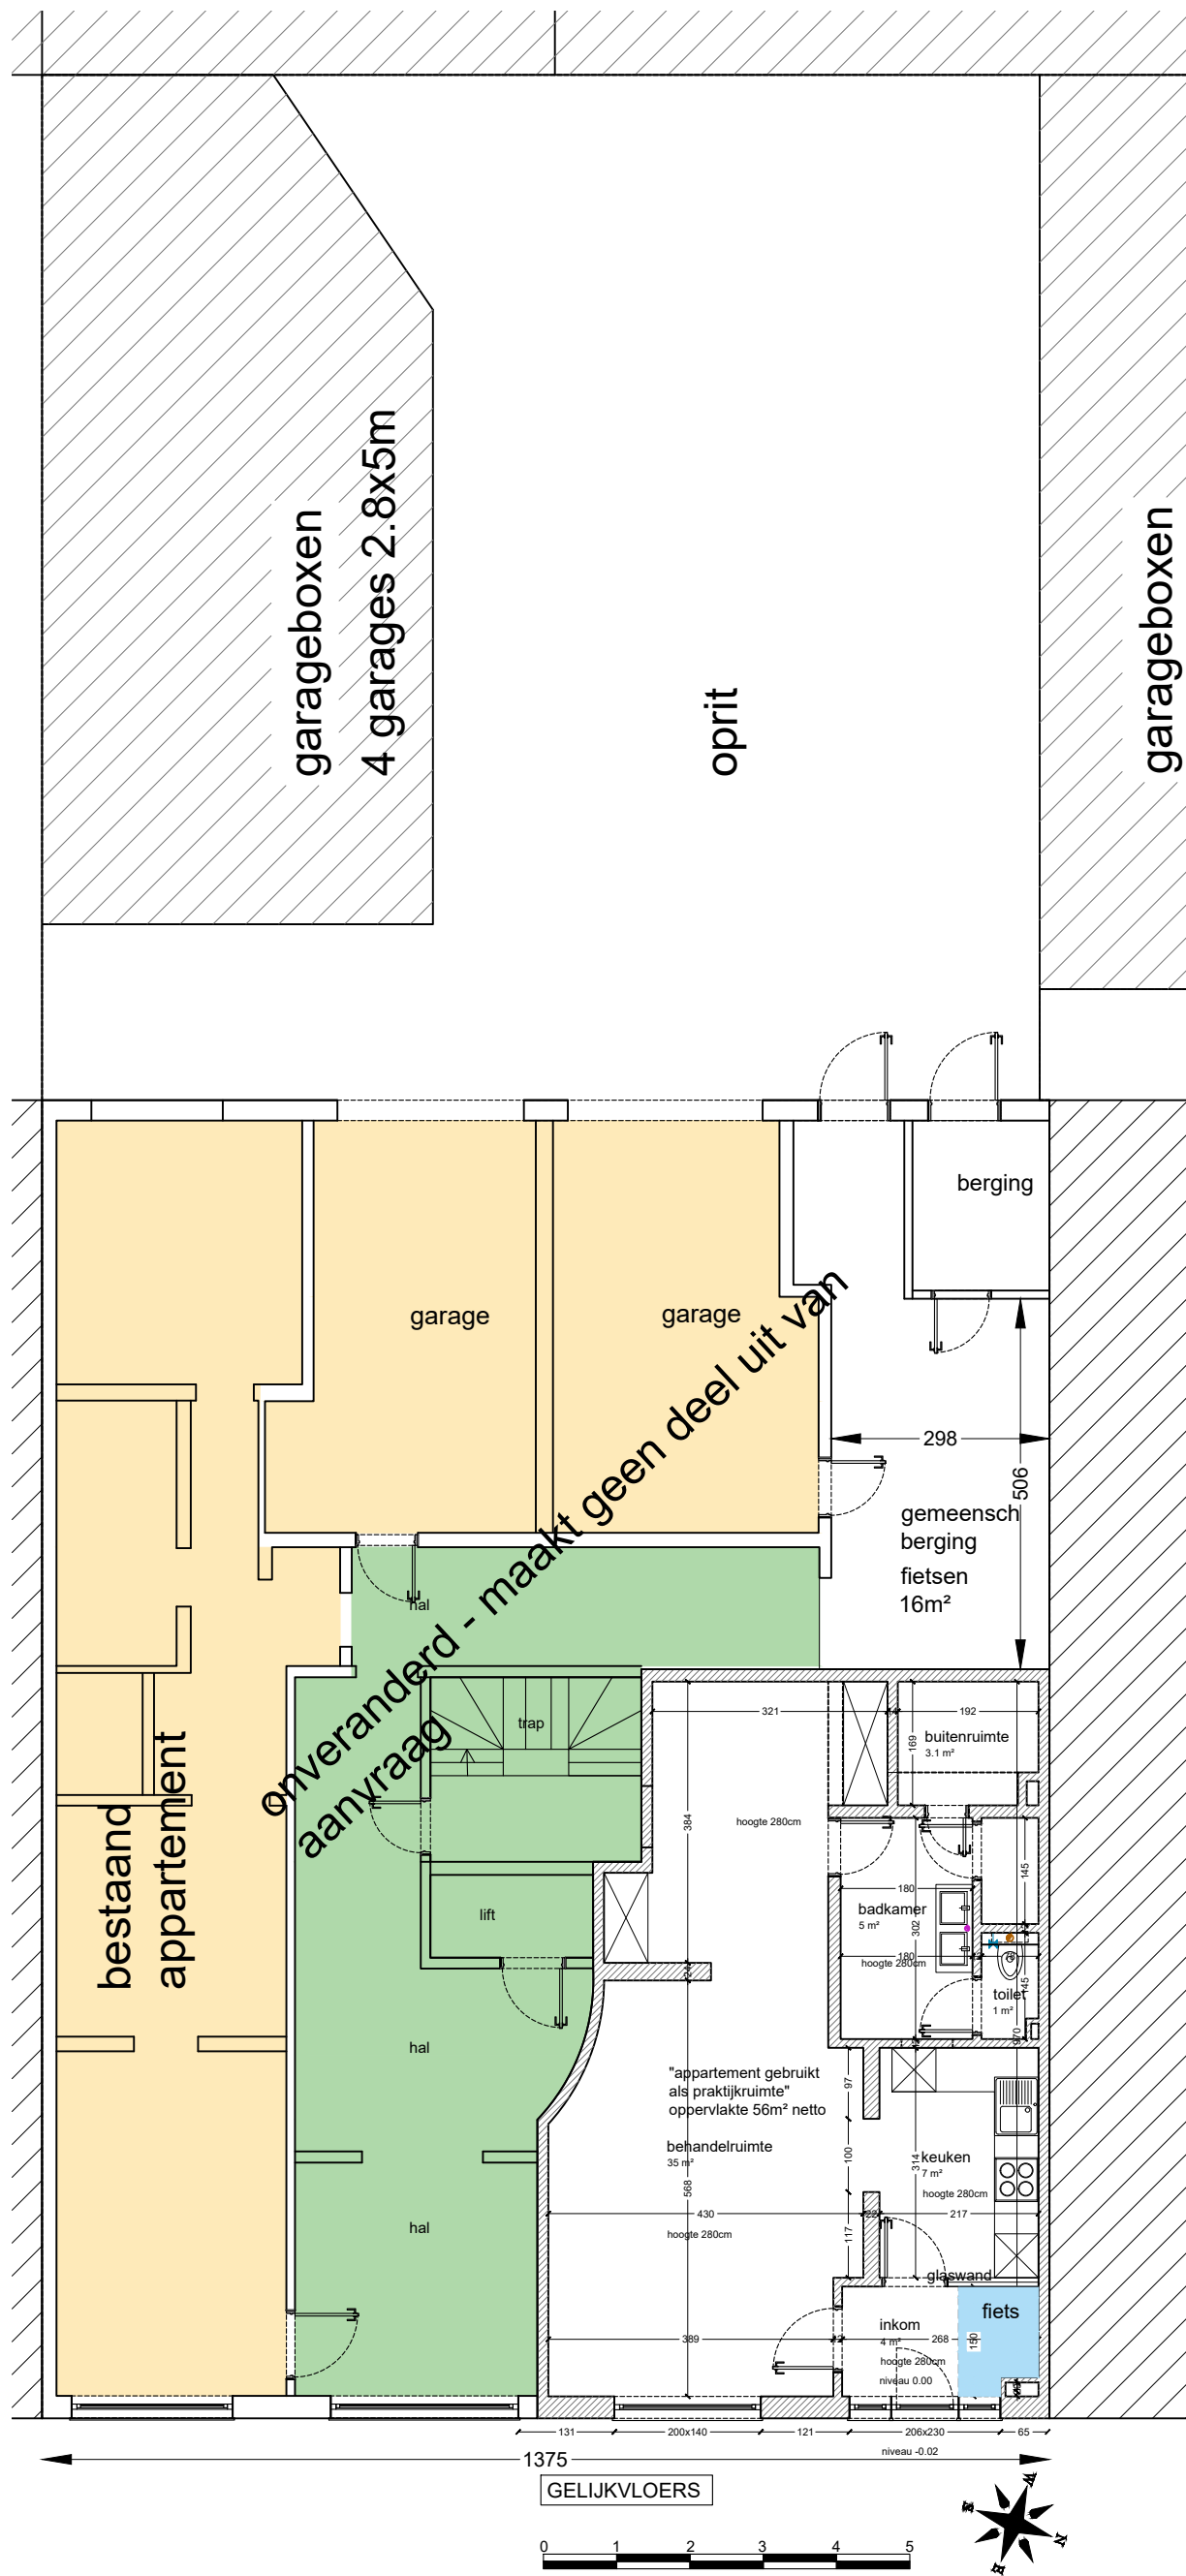 garageboxen
4 garages 2.8x5m
oprit
garageboxen
berging
garage
garage
onveranderd - maakt geen deel uit van
aanvraag
298
506
gemeensch
berging
fietsen
16m²
hal
trap
321
192
169
buitenruimte
3.1 m²
384
hoogte 280cm
145
180
badkamer
5 m²
302
180
hoogte 280cm
lift
24
toilet
1 m²
145
970
bestaand
appartement
hal
"appartement gebruikt
als praktijkruimte"
oppervlakte 56m² netto
97
behandelruimte
35 m²
100
314
keuken
7 m²
hoogte 280cm
568
430
22
217
117
hal
hoogte 280cm
glaswand
fiets
inkom
4 m²
389
268
150
hoogte 280cm
niveau 0.00
131
200x140
121
206x230
65
niveau -0.02
1375
GELIJKVLOERS
0 1 2 3 4 5
W
N